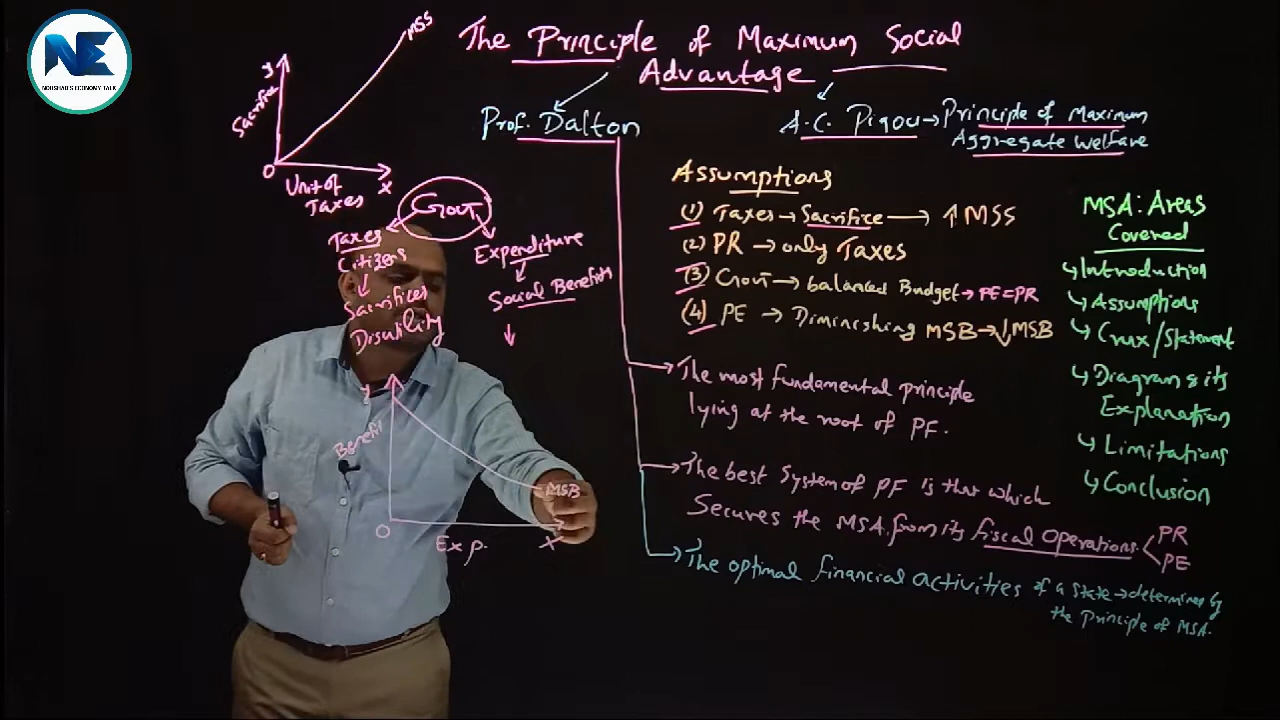 NE
NOUSHAD'S ECONOMY TALK
The Principle of Maximum Social
Advantage
Prof. Dalton
A.C. Pigou → Principle of Maximum
Aggregate Welfare
MSS
y
Sacrifice
O
X
Unit of
Taxes
Govt
Taxes
Citizens
Sacrifices
Disutility
Expenditure
Social Benefits
y
Benefit
MSB
O
Exp.
X
Assumptions
(1) Taxes → Sacrifice → ↑ MSS
(2) PR → only Taxes
(3) Govt → balanced Budget → PE = PR
(4) PE → Diminishing MSB → ↓ MSB
The most fundamental principle
lying at the root of PF.
The best System of PF is that which
Secures the MSA from its fiscal Operations.
PR
PE
The optimal financial activities of a state → determined by
the Principle of MSA.
MSA: Areas
Covered
Introduction
Assumptions
Crux/Statement
Diagram & its
Explanation
Limitations
Conclusion